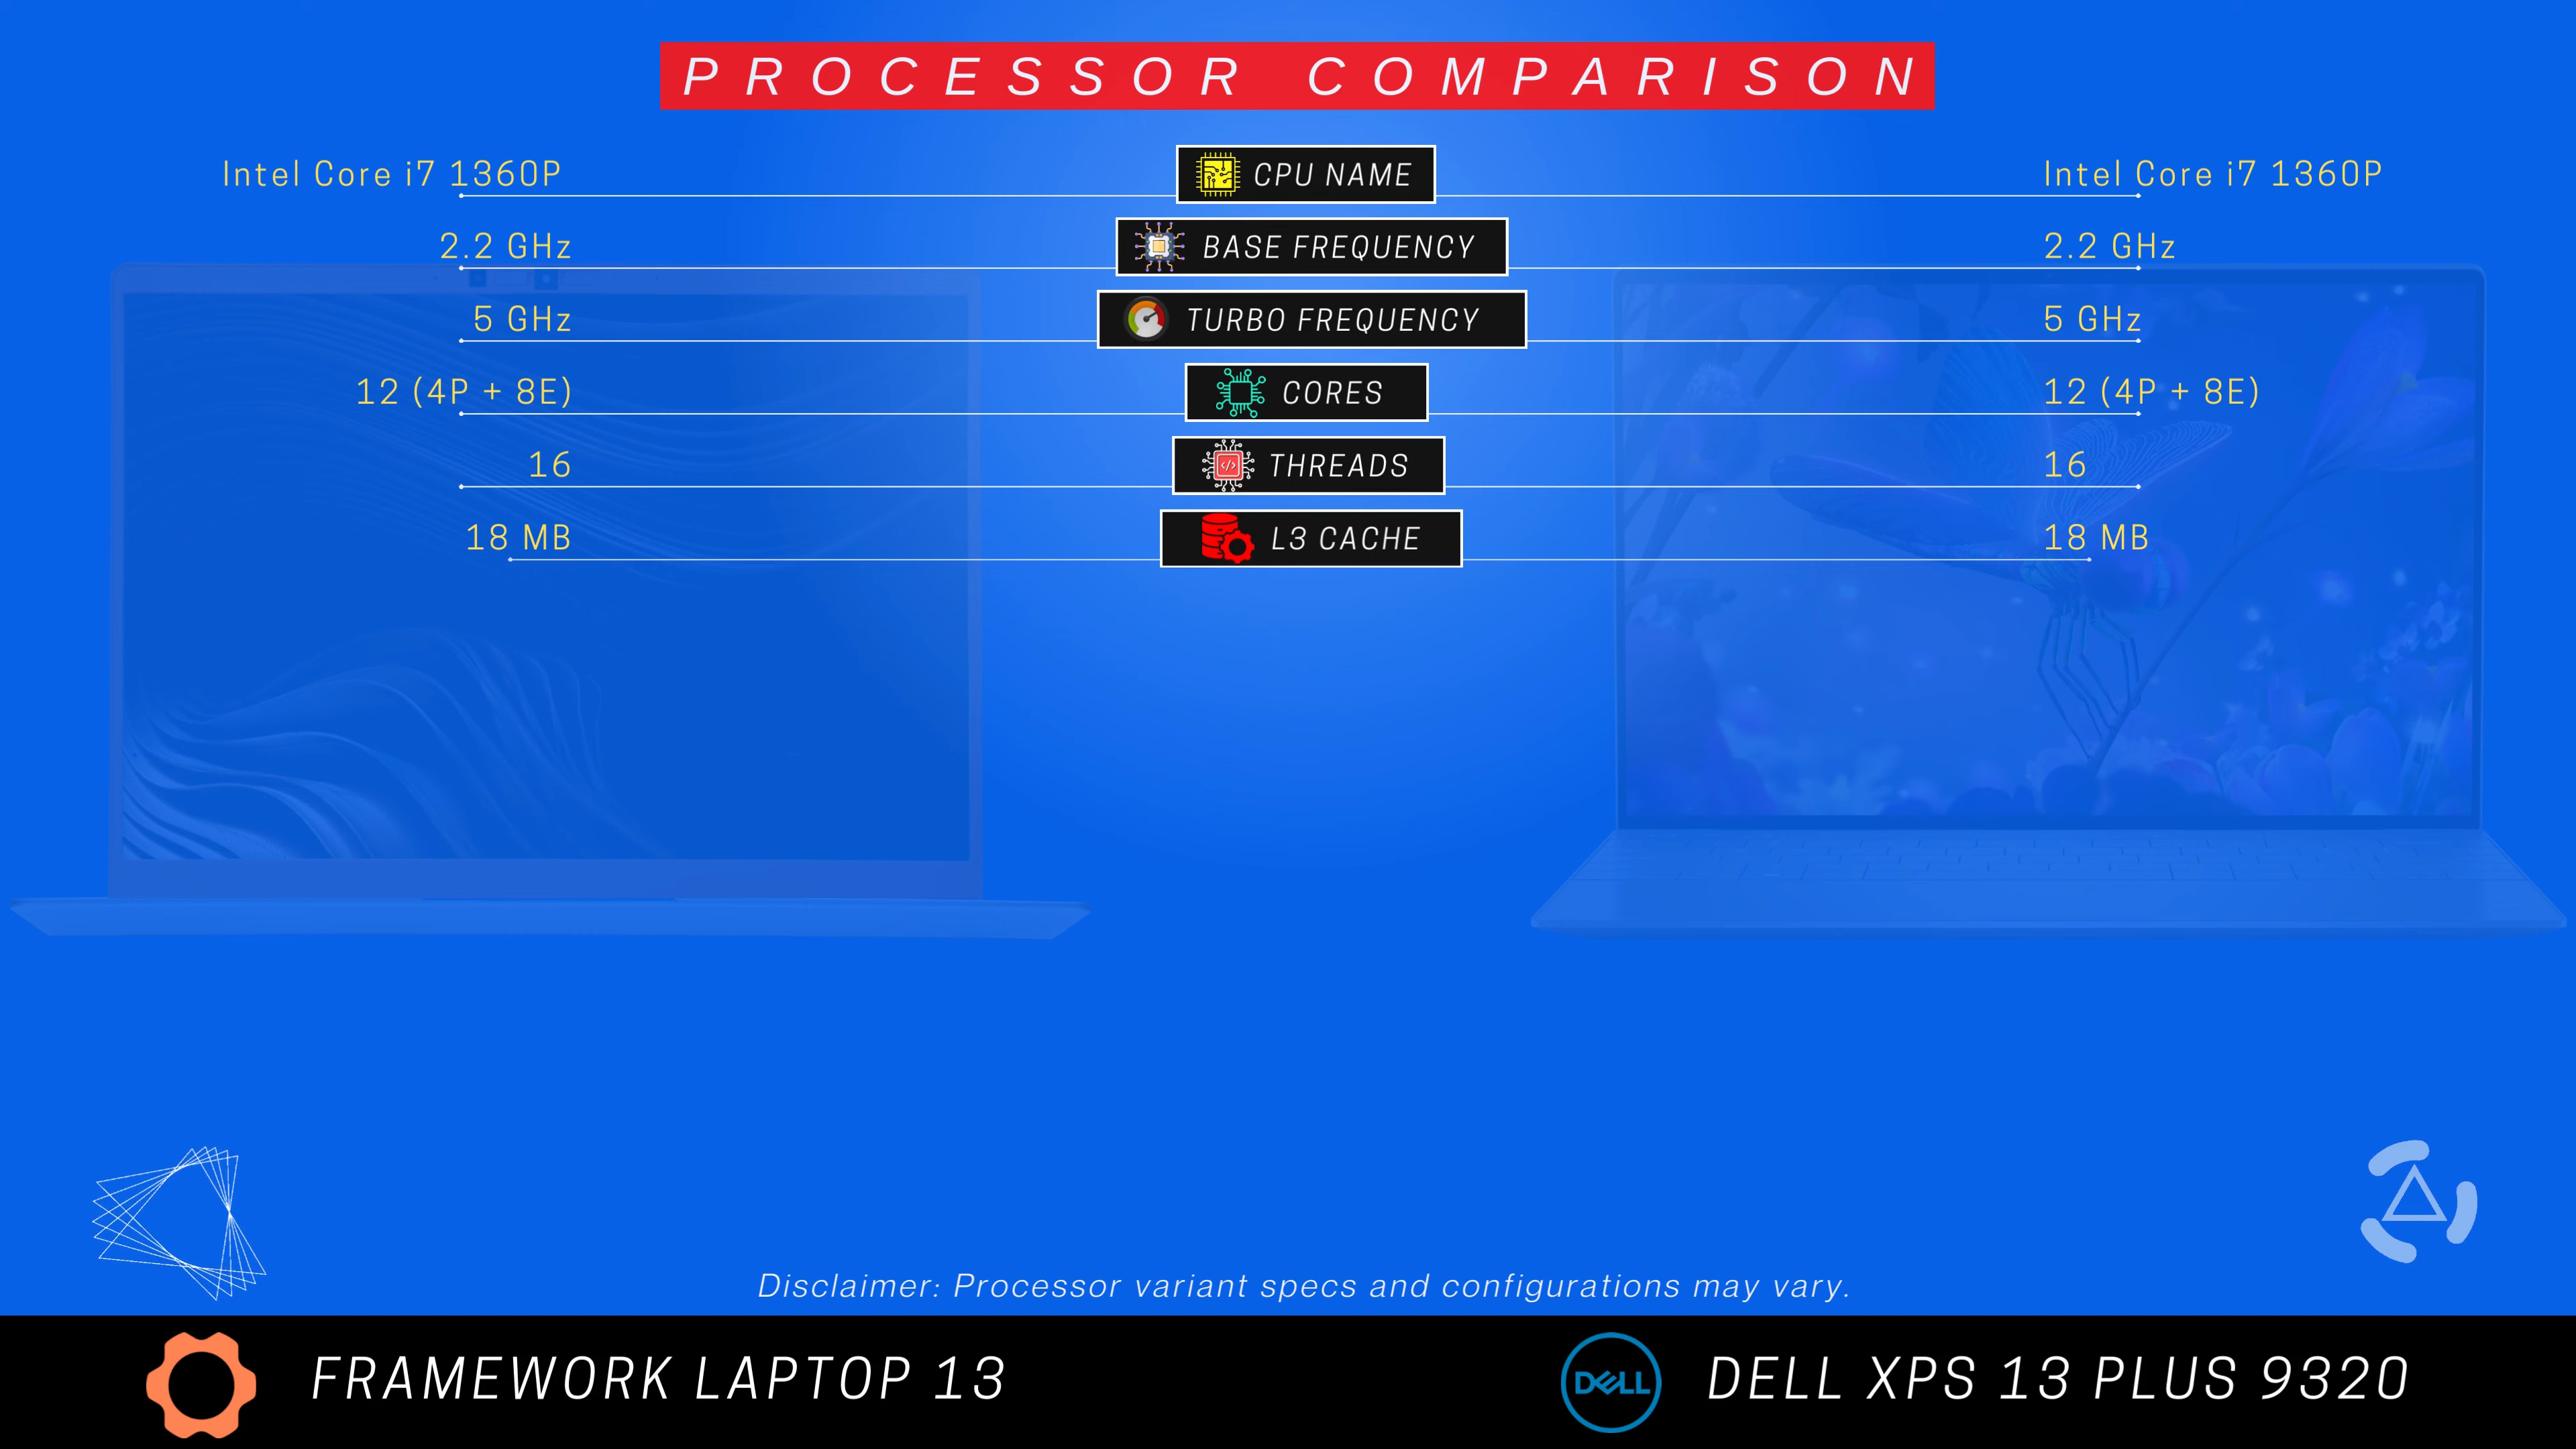 PROCESSOR COMPARISON
Intel Core i7 1360P CPU NAME Intel Core i7 1360P
2.2 GHz BASE FREQUENCY 2.2 GHz
5 GHz TURBO FREQUENCY 5 GHz
12 (4P + 8E) CORES 12 (4P + 8E)
16 </> THREADS 16
18 MB L3 CACHE 18 MB
Disclaimer: Processor variant specs and configurations may vary.
FRAMEWORK LAPTOP 13 DELL DELL XPS 13 PLUS 9320